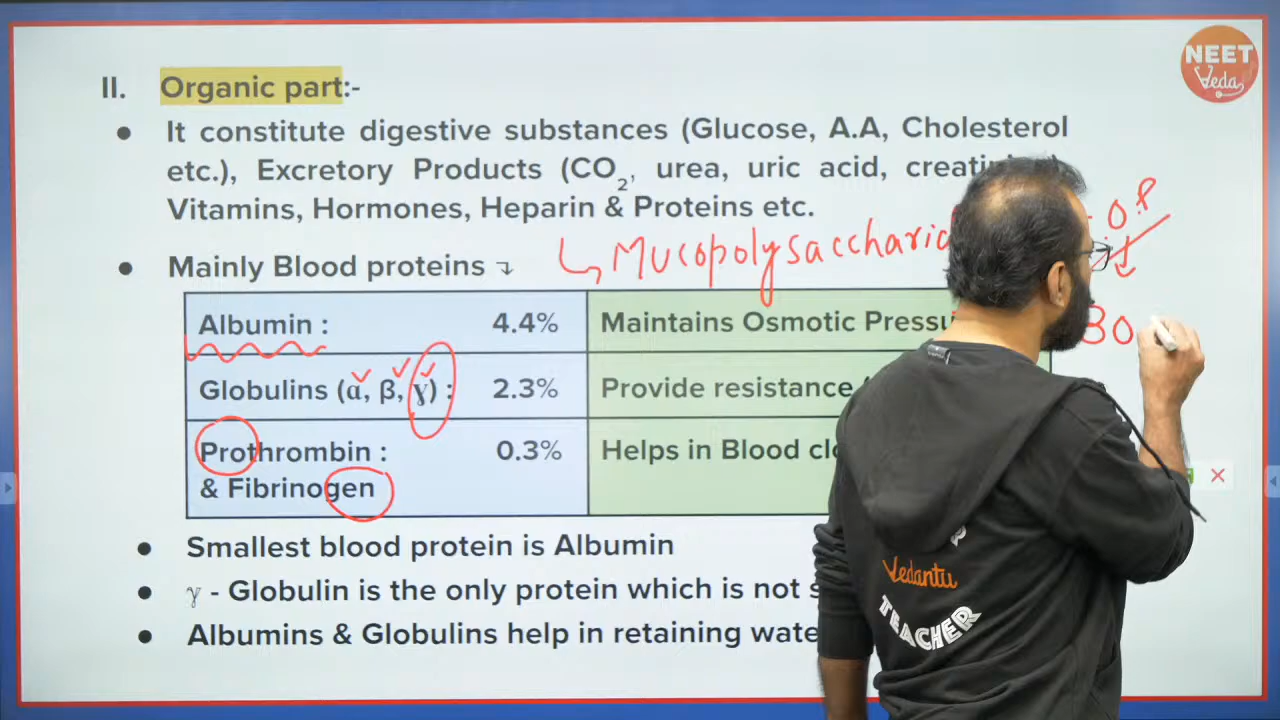 NEET
Veda
II. Organic part:-
● It constitute digestive substances (Glucose, A.A, Cholesterol
etc.), Excretory Products (CO2, urea, uric acid,
Vitamins, Hormones, Heparin & Proteins etc.
O.P
↳ Mucopolysaccharid
● Mainly Blood proteins
Albumin : 4.4% Maintains Osmotic
80
Globulins (α, β, γ) : 2.3% Provide resistance
Prothrombin : 0.3% Helps in Blood
& Fibrinogen
● Smallest blood protein is Albumin
● γ - Globulin is the only protein which is not
● Albumins & Globulins help in retaining
Vedantu
TEACHER